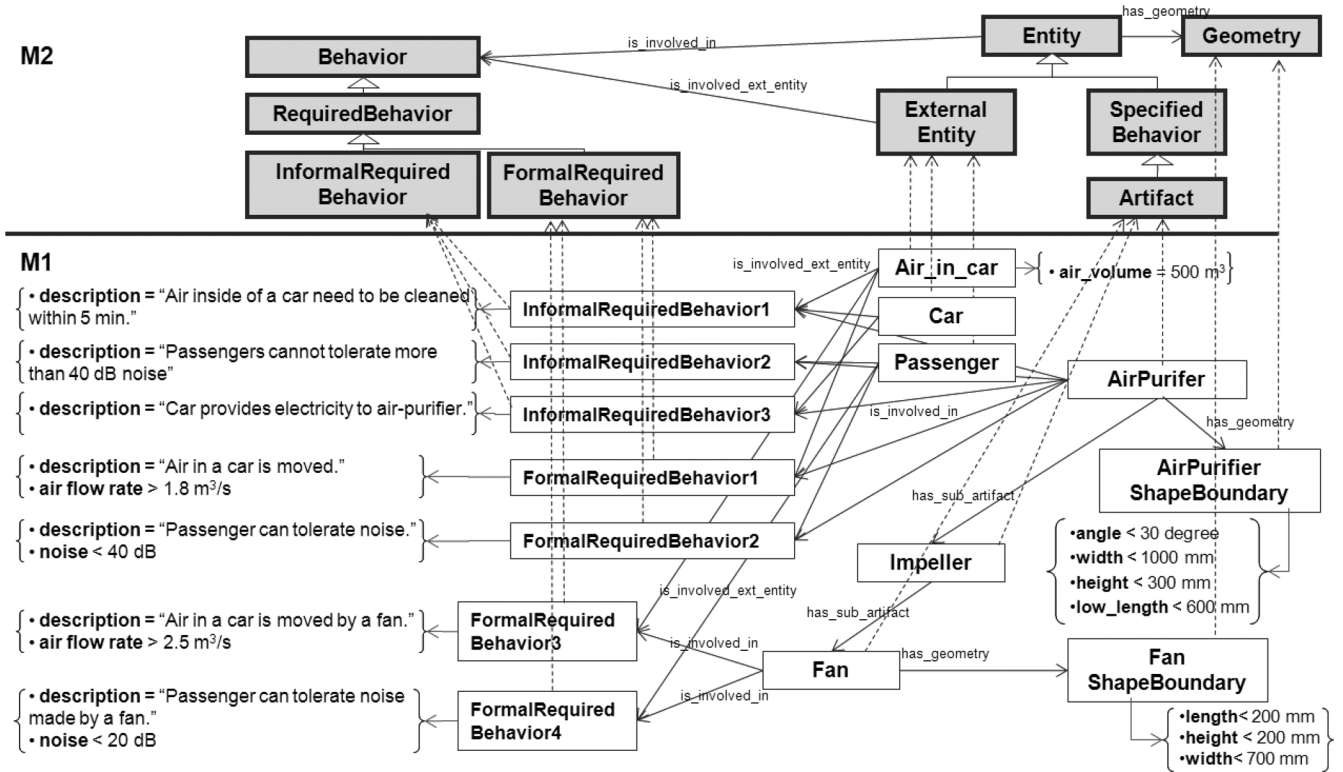 M2
has_geometry
Behavior
is_involved_in
Entity
Geometry
is_involved_ext_entity
RequiredBehavior
External
Entity
Specified
Behavior
InformalRequired
Behavior
FormalRequired
Behavior
Artifact
M1
is_involved_ext_entity
Air_in_car
• air_volume = 500 m³
• description = “Air inside of a car need to be cleaned
within 5 min.”
InformalRequiredBehavior1
Car
• description = “Passengers cannot tolerate more
than 40 dB noise”
InformalRequiredBehavior2
Passenger
AirPurifer
• description = “Car provides electricity to air-purifier.”
InformalRequiredBehavior3
is_involved_in
has_geometry
• description = “Air in a car is moved.”
• air flow rate > 1.8 m³/s
FormalRequiredBehavior1
AirPurifier
ShapeBoundary
has_sub_artifact
• description = “Passenger can tolerate noise.”
• noise < 40 dB
FormalRequiredBehavior2
Impeller
•angle < 30 degree
•width < 1000 mm
•height < 300 mm
•low_length < 600 mm
is_involved_ext_entity
has_sub_artifact
• description = “Air in a car is moved by a fan.”
• air flow rate > 2.5 m³/s
FormalRequired
Behavior3
is_involved_in
Fan
has_geometry
Fan
ShapeBoundary
is_involved_in
• description = “Passenger can tolerate noise
made by a fan.”
• noise < 20 dB
FormalRequired
Behavior4
•length< 200 mm
•height < 200 mm
•width< 700 mm